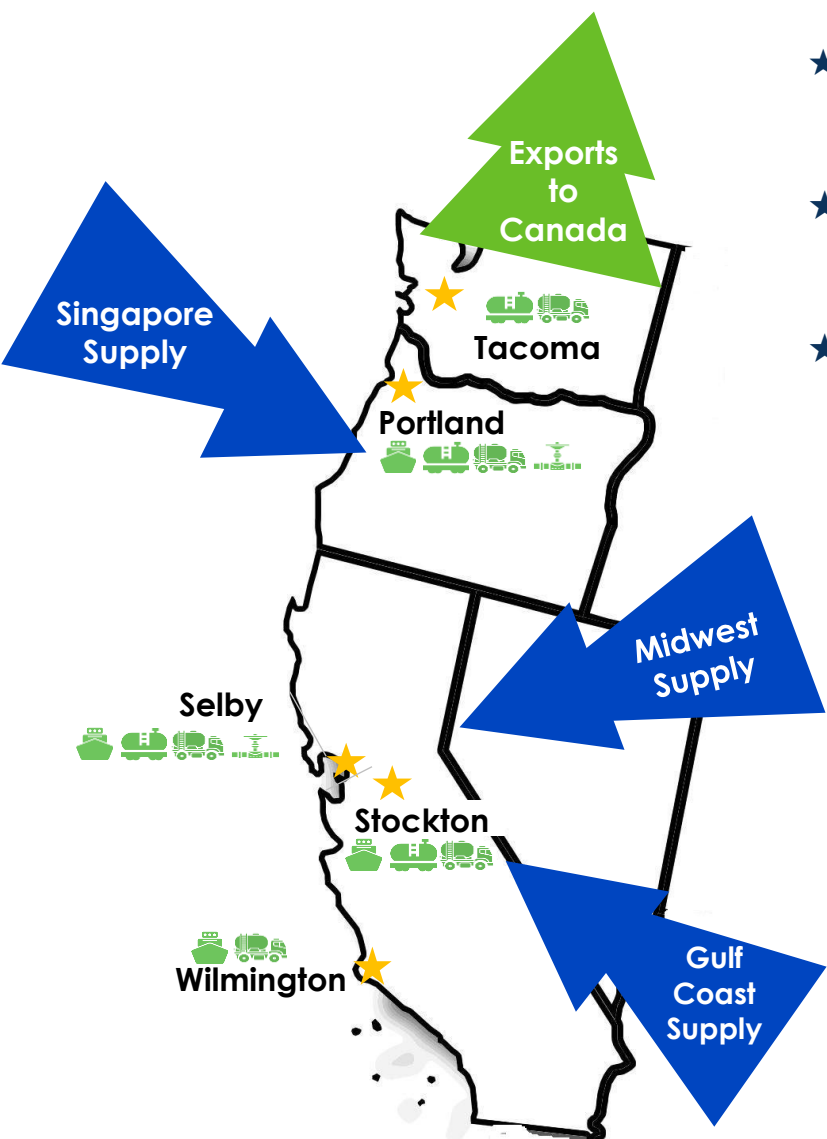 Exports
to
Canada
Singapore
Supply
Tacoma
Portland
Midwest
Supply
Selby
Stockton
Wilmington
Gulf
Coast
Supply